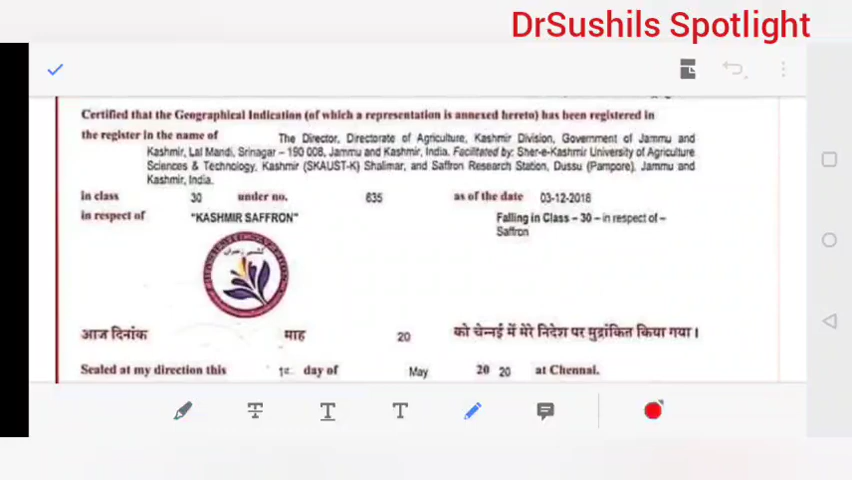 DrSushils Spotlight
Certified that the Geographical Indication (of which a representation is annexed hereto) has been registered in
the register in the name of The Director, Directorate of Agriculture, Kashmir Division, Government of Jammu and
Kashmir, Lal Mandi, Srinagar – 190 008, Jammu and Kashmir, India. Facilitated by: Sher-e-Kashmir University of Agriculture
Sciences & Technology, Kashmir (SKAUST-K) Shalimar, and Saffron Research Station, Dussu (Pampore), Jammu and
Kashmir, India.
in class 30 under no. 635 as of the date 03-12-2018
in respect of "KASHMIR SAFFRON" Falling in Class – 30 – in respect of –
Saffron
आज दिनांक माह 20 को चेन्नई में मेरे निदेश पर मुद्रांकित किया गया।
Sealed at my direction this 1st day of May 20 20 at Chennai.